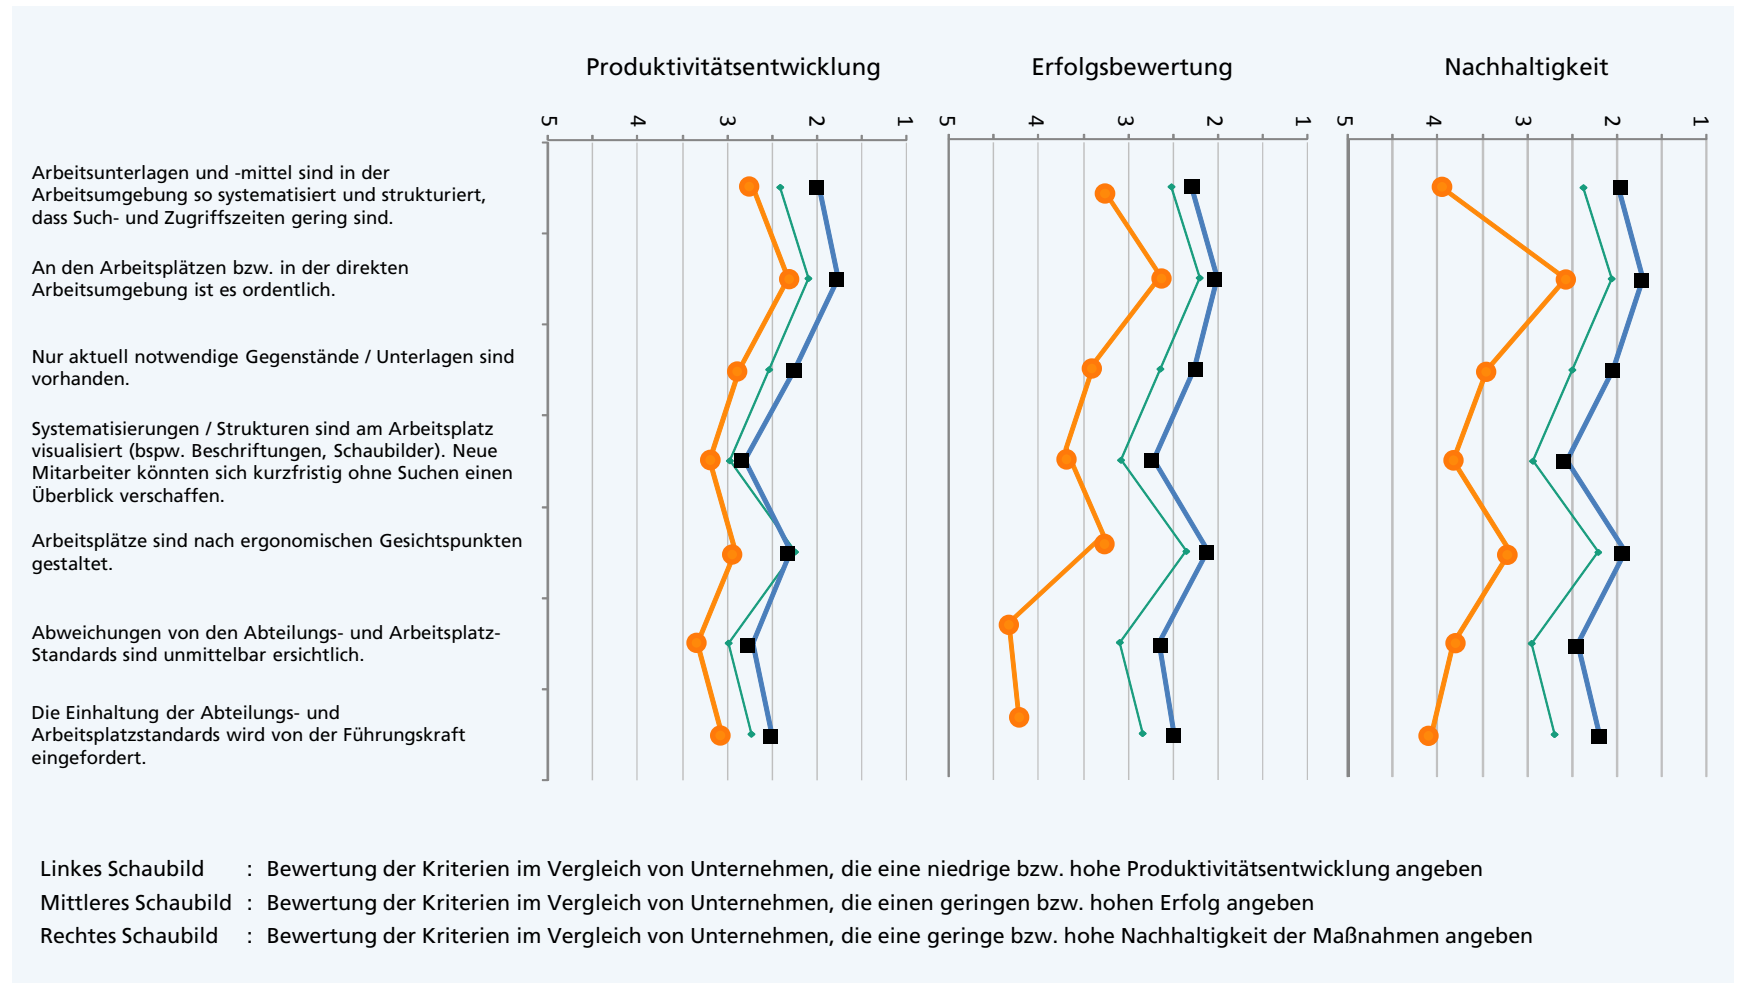 Produktivitätsentwicklung Erfolgsbewertung Nachhaltigkeit
5 4 3 2 1 5 4 3 2 1 5 4 3 2 1
Arbeitsunterlagen und -mittel sind in der
Arbeitsumgebung so systematisiert und strukturiert,
dass Such- und Zugriffszeiten gering sind.
An den Arbeitsplätzen bzw. in der direkten
Arbeitsumgebung ist es ordentlich.
Nur aktuell notwendige Gegenstände / Unterlagen sind
vorhanden.
Systematisierungen / Strukturen sind am Arbeitsplatz
visualisiert (bspw. Beschriftungen, Schaubilder). Neue
Mitarbeiter könnten sich kurzfristig ohne Suchen einen
Überblick verschaffen.
Arbeitsplätze sind nach ergonomischen Gesichtspunkten
gestaltet.
Abweichungen von den Abteilungs- und Arbeitsplatz-
Standards sind unmittelbar ersichtlich.
Die Einhaltung der Abteilungs- und
Arbeitsplatzstandards wird von der Führungskraft
eingefordert.
Linkes Schaubild : Bewertung der Kriterien im Vergleich von Unternehmen, die eine niedrige bzw. hohe Produktivitätsentwicklung angeben
Mittleres Schaubild : Bewertung der Kriterien im Vergleich von Unternehmen, die einen geringen bzw. hohen Erfolg angeben
Rechtes Schaubild : Bewertung der Kriterien im Vergleich von Unternehmen, die eine geringe bzw. hohe Nachhaltigkeit der Maßnahmen angeben